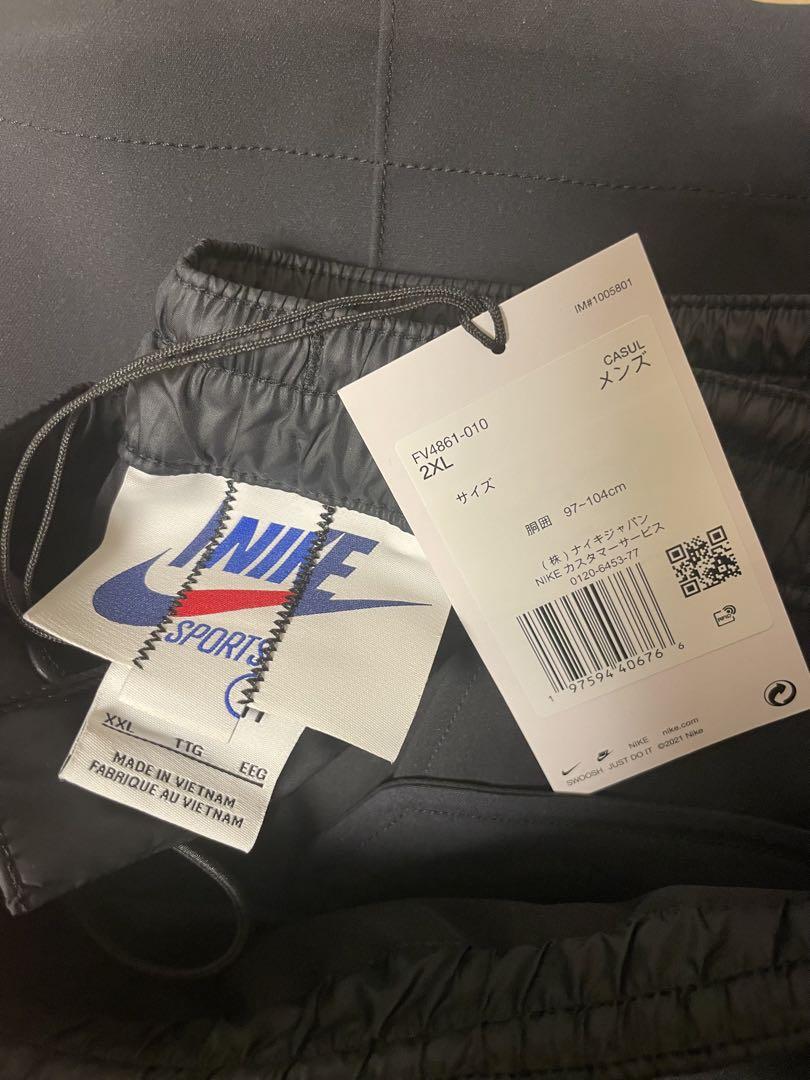 IM#1005801
CASUL
メンズ
FV4861-010
2XL
サイズ
胴囲 97~104cm
(株)ナイキジャパン
NIKE カスタマーサービス
0120-6453-77
1 97594 40676 6
NIKE nike.com
SWOOSH JUST DO IT ©2021 Nike
NIKE
SPORTS
XXL TTG EEG
MADE IN VIETNAM
FABRIQUE AU VIETNAM